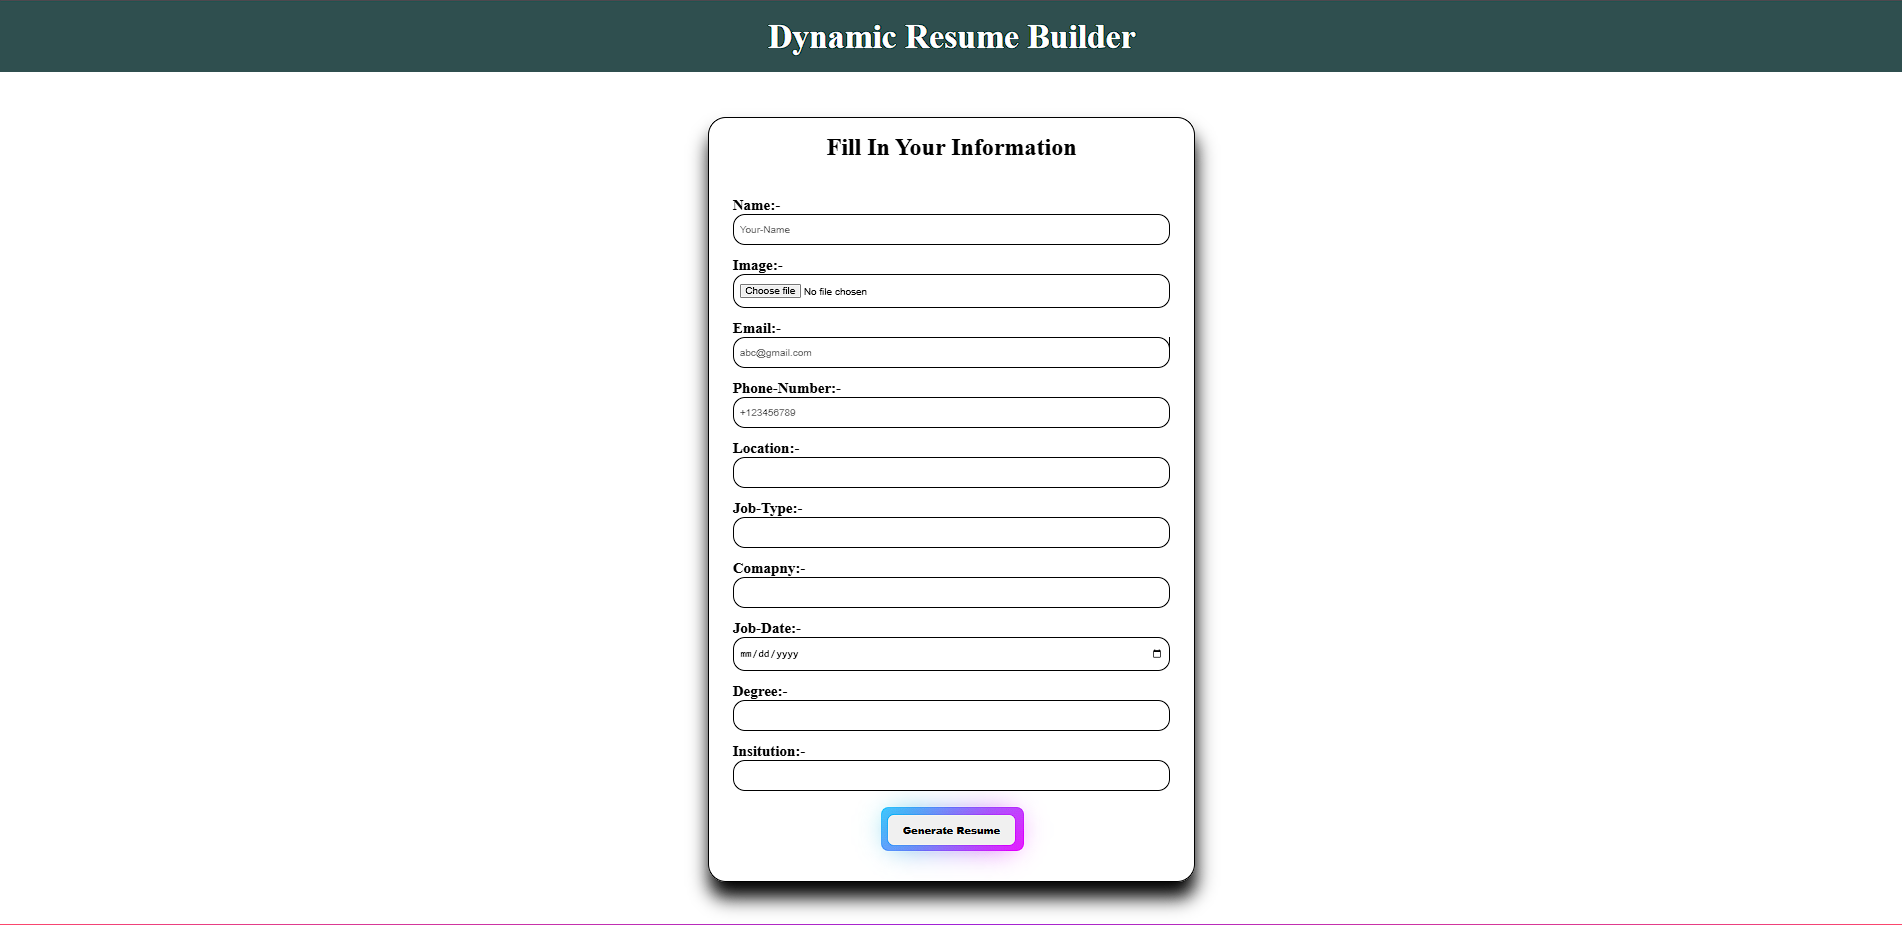 Dynamic Resume Builder
Fill In Your Information
Name:-
Your-Name
Image:-
Choose file No file chosen
Email:-
abc@gmail.com
Phone-Number:-
+123456789
Location:-
Job-Type:-
Comapny:-
Job-Date:-
mm/dd/yyyy
Degree:-
Insitution:-
Generate Resume